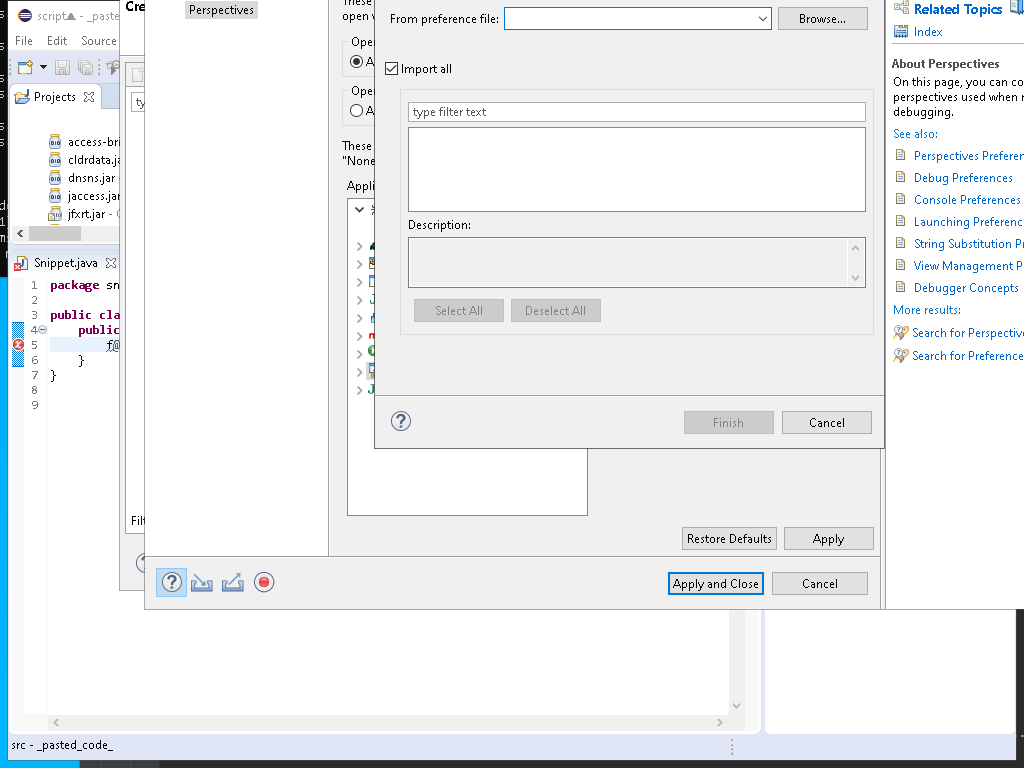 script
- _paste
Cre
File Edit Source
Projects
access-bri
cldrdata.ja
dnsns.jar
jaccess.jar
jfxrt.jar -
Snippet.java
1 package sn
2
3 public cla
4 public
5 f@
6 }
7 }
8
9
Filt
src - _pasted_code_
Perspectives
These
open
Ope
Ope
These
"None
Appli
From preference file:
Browse...
Import all
type filter text
Description:
Select All
Deselect All
Finish
Cancel
Restore Defaults
Apply
Apply and Close
Cancel
Related Topics
Index
About Perspectives
On this page, you can co
perspectives used when
debugging.
See also:
Perspectives Preferen
Debug Preferences
Console Preferences
Launching Preferenc
String Substitution P
View Management P
Debugger Concepts
More results:
Search for Perspective
Search for Preference